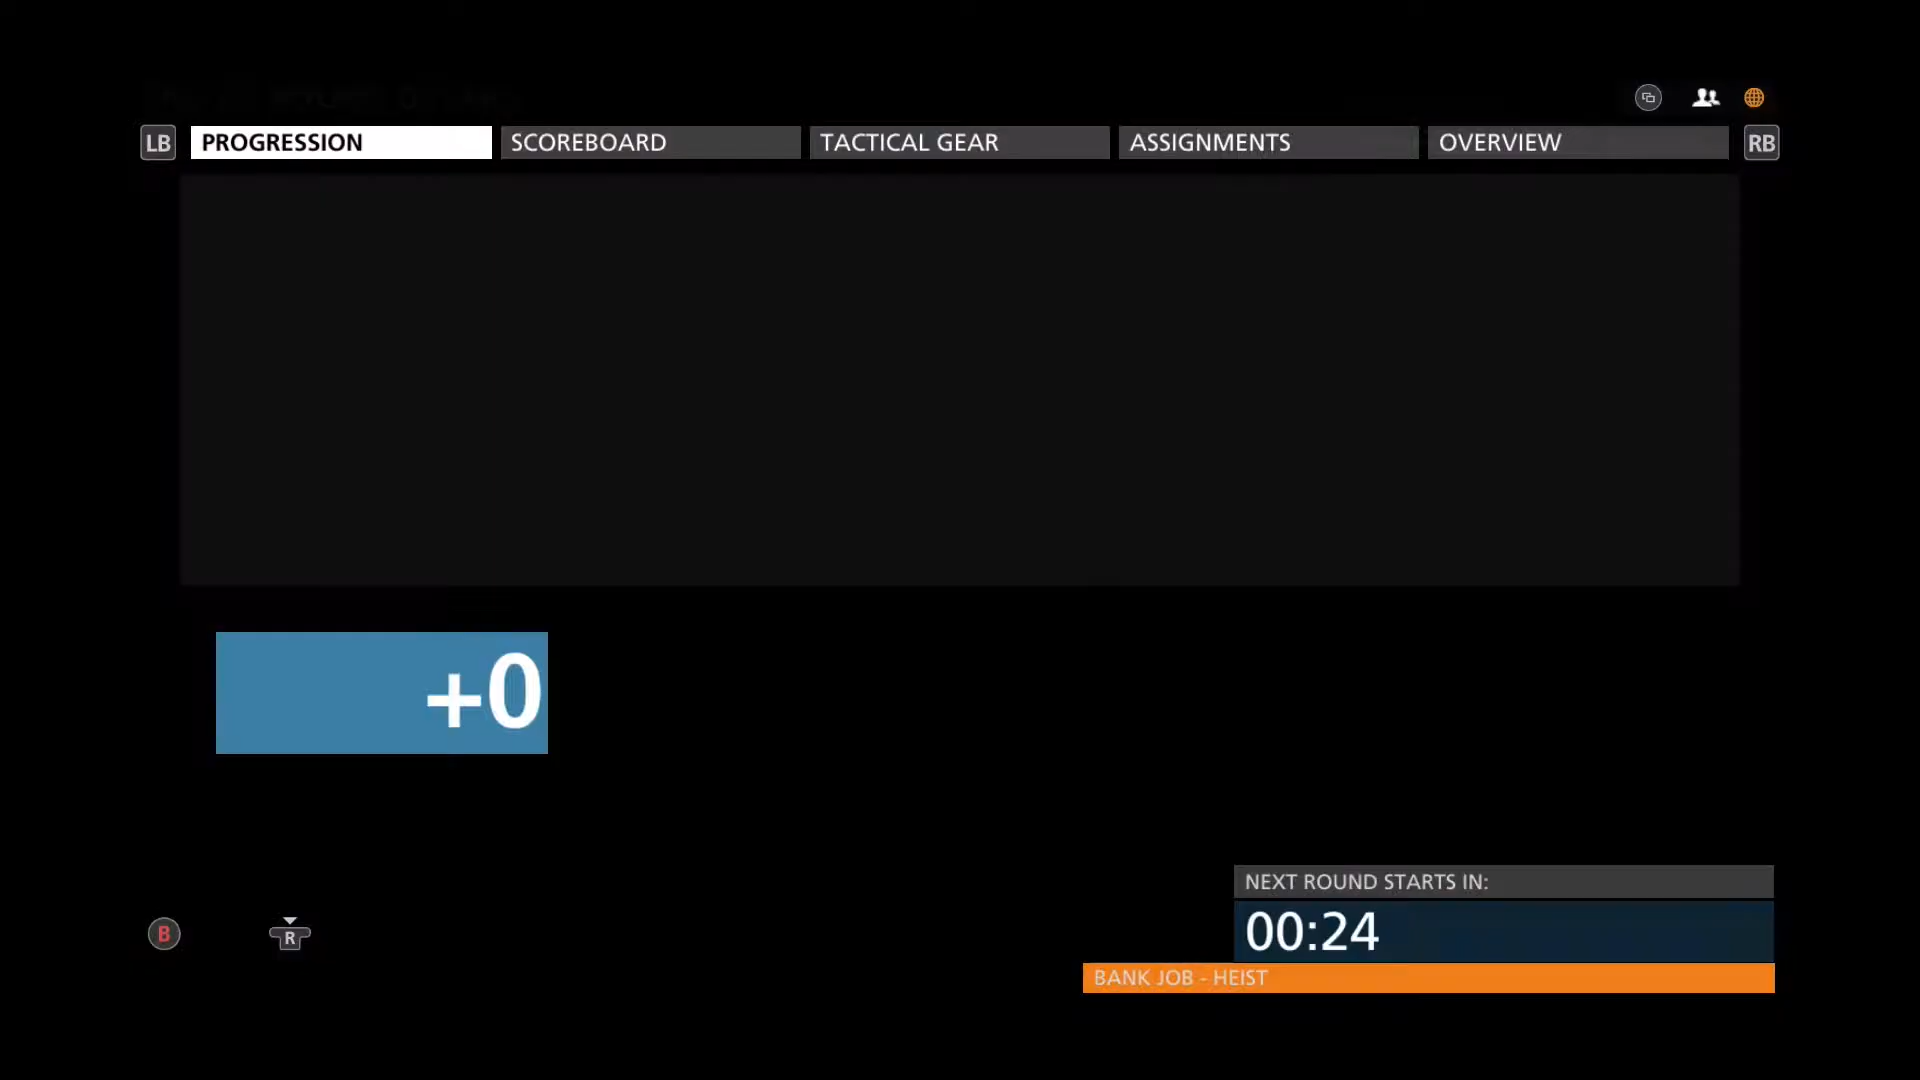 LB PROGRESSION SCOREBOARD TACTICAL GEAR ASSIGNMENTS OVERVIEW RB
+0
NEXT ROUND STARTS IN:
B R 00:24
BANK JOB - HEIST